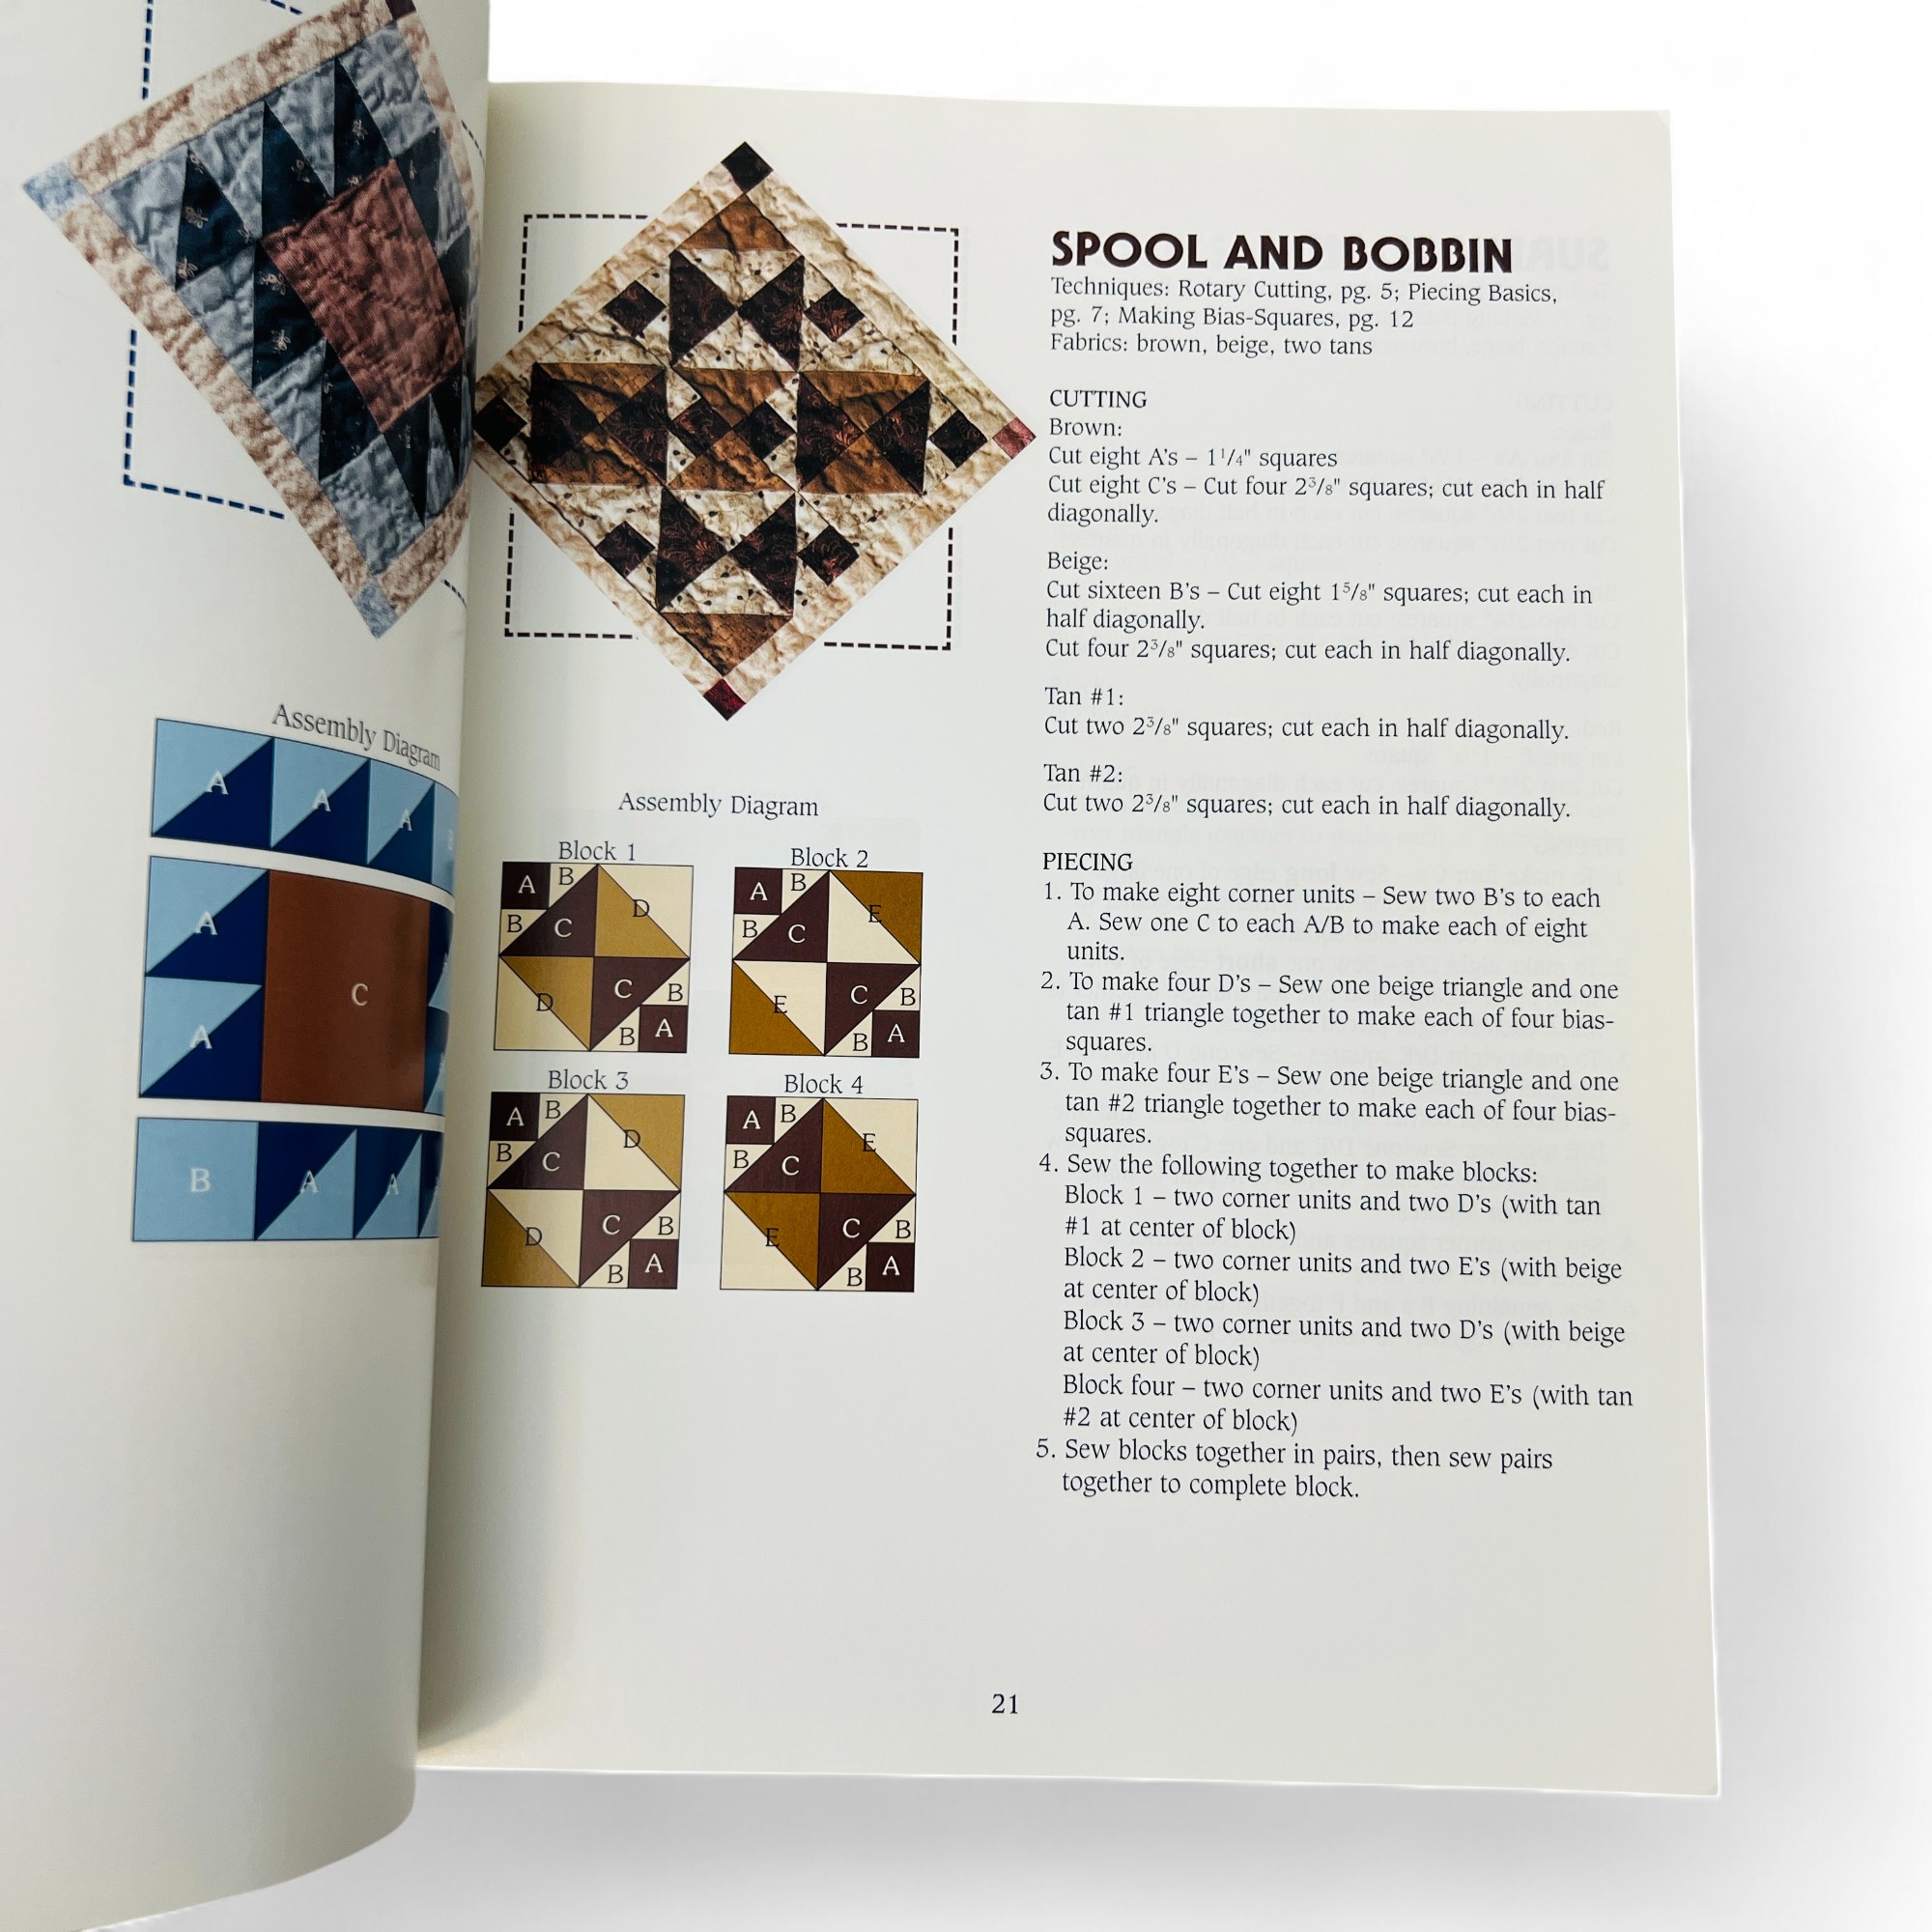 Assembly Diagram
A
A
A
A
C
A
B
A
A
SPOOL AND BOBBIN
Techniques: Rotary Cutting, pg. 5; Piecing Basics,
pg. 7; Making Bias-Squares, pg. 12
Fabrics: brown, beige, two tans
CUTTING
Brown:
Cut eight A's – 1 1/4" squares
Cut eight C's – Cut four 2 3/8" squares; cut each in half
diagonally.
Beige:
Cut sixteen B's – Cut eight 1 5/8" squares; cut each in
half diagonally.
Cut four 2 3/8" squares; cut each in half diagonally.
Tan #1:
Cut two 2 3/8" squares; cut each in half diagonally.
Tan #2:
Cut two 2 3/8" squares; cut each in half diagonally.
PIECING
1. To make eight corner units – Sew two B's to each
A. Sew one C to each A/B to make each of eight
units.
2. To make four D's – Sew one beige triangle and one
tan #1 triangle together to make each of four bias-
squares.
3. To make four E's – Sew one beige triangle and one
tan #2 triangle together to make each of four bias-
squares.
4. Sew the following together to make blocks:
Block 1 – two corner units and two D's (with tan
#1 at center of block)
Block 2 – two corner units and two E's (with beige
at center of block)
Block 3 – two corner units and two D's (with beige
at center of block)
Block four – two corner units and two E's (with tan
#2 at center of block)
5. Sew blocks together in pairs, then sew pairs
together to complete block.
Assembly Diagram
Block 1
A B
D
B C
C B
D
B A
Block 2
A B
E
B C
C B
E
B A
Block 3
A B
D
B C
C B
D
B A
Block 4
A B
E
B C
C B
E
B A
21